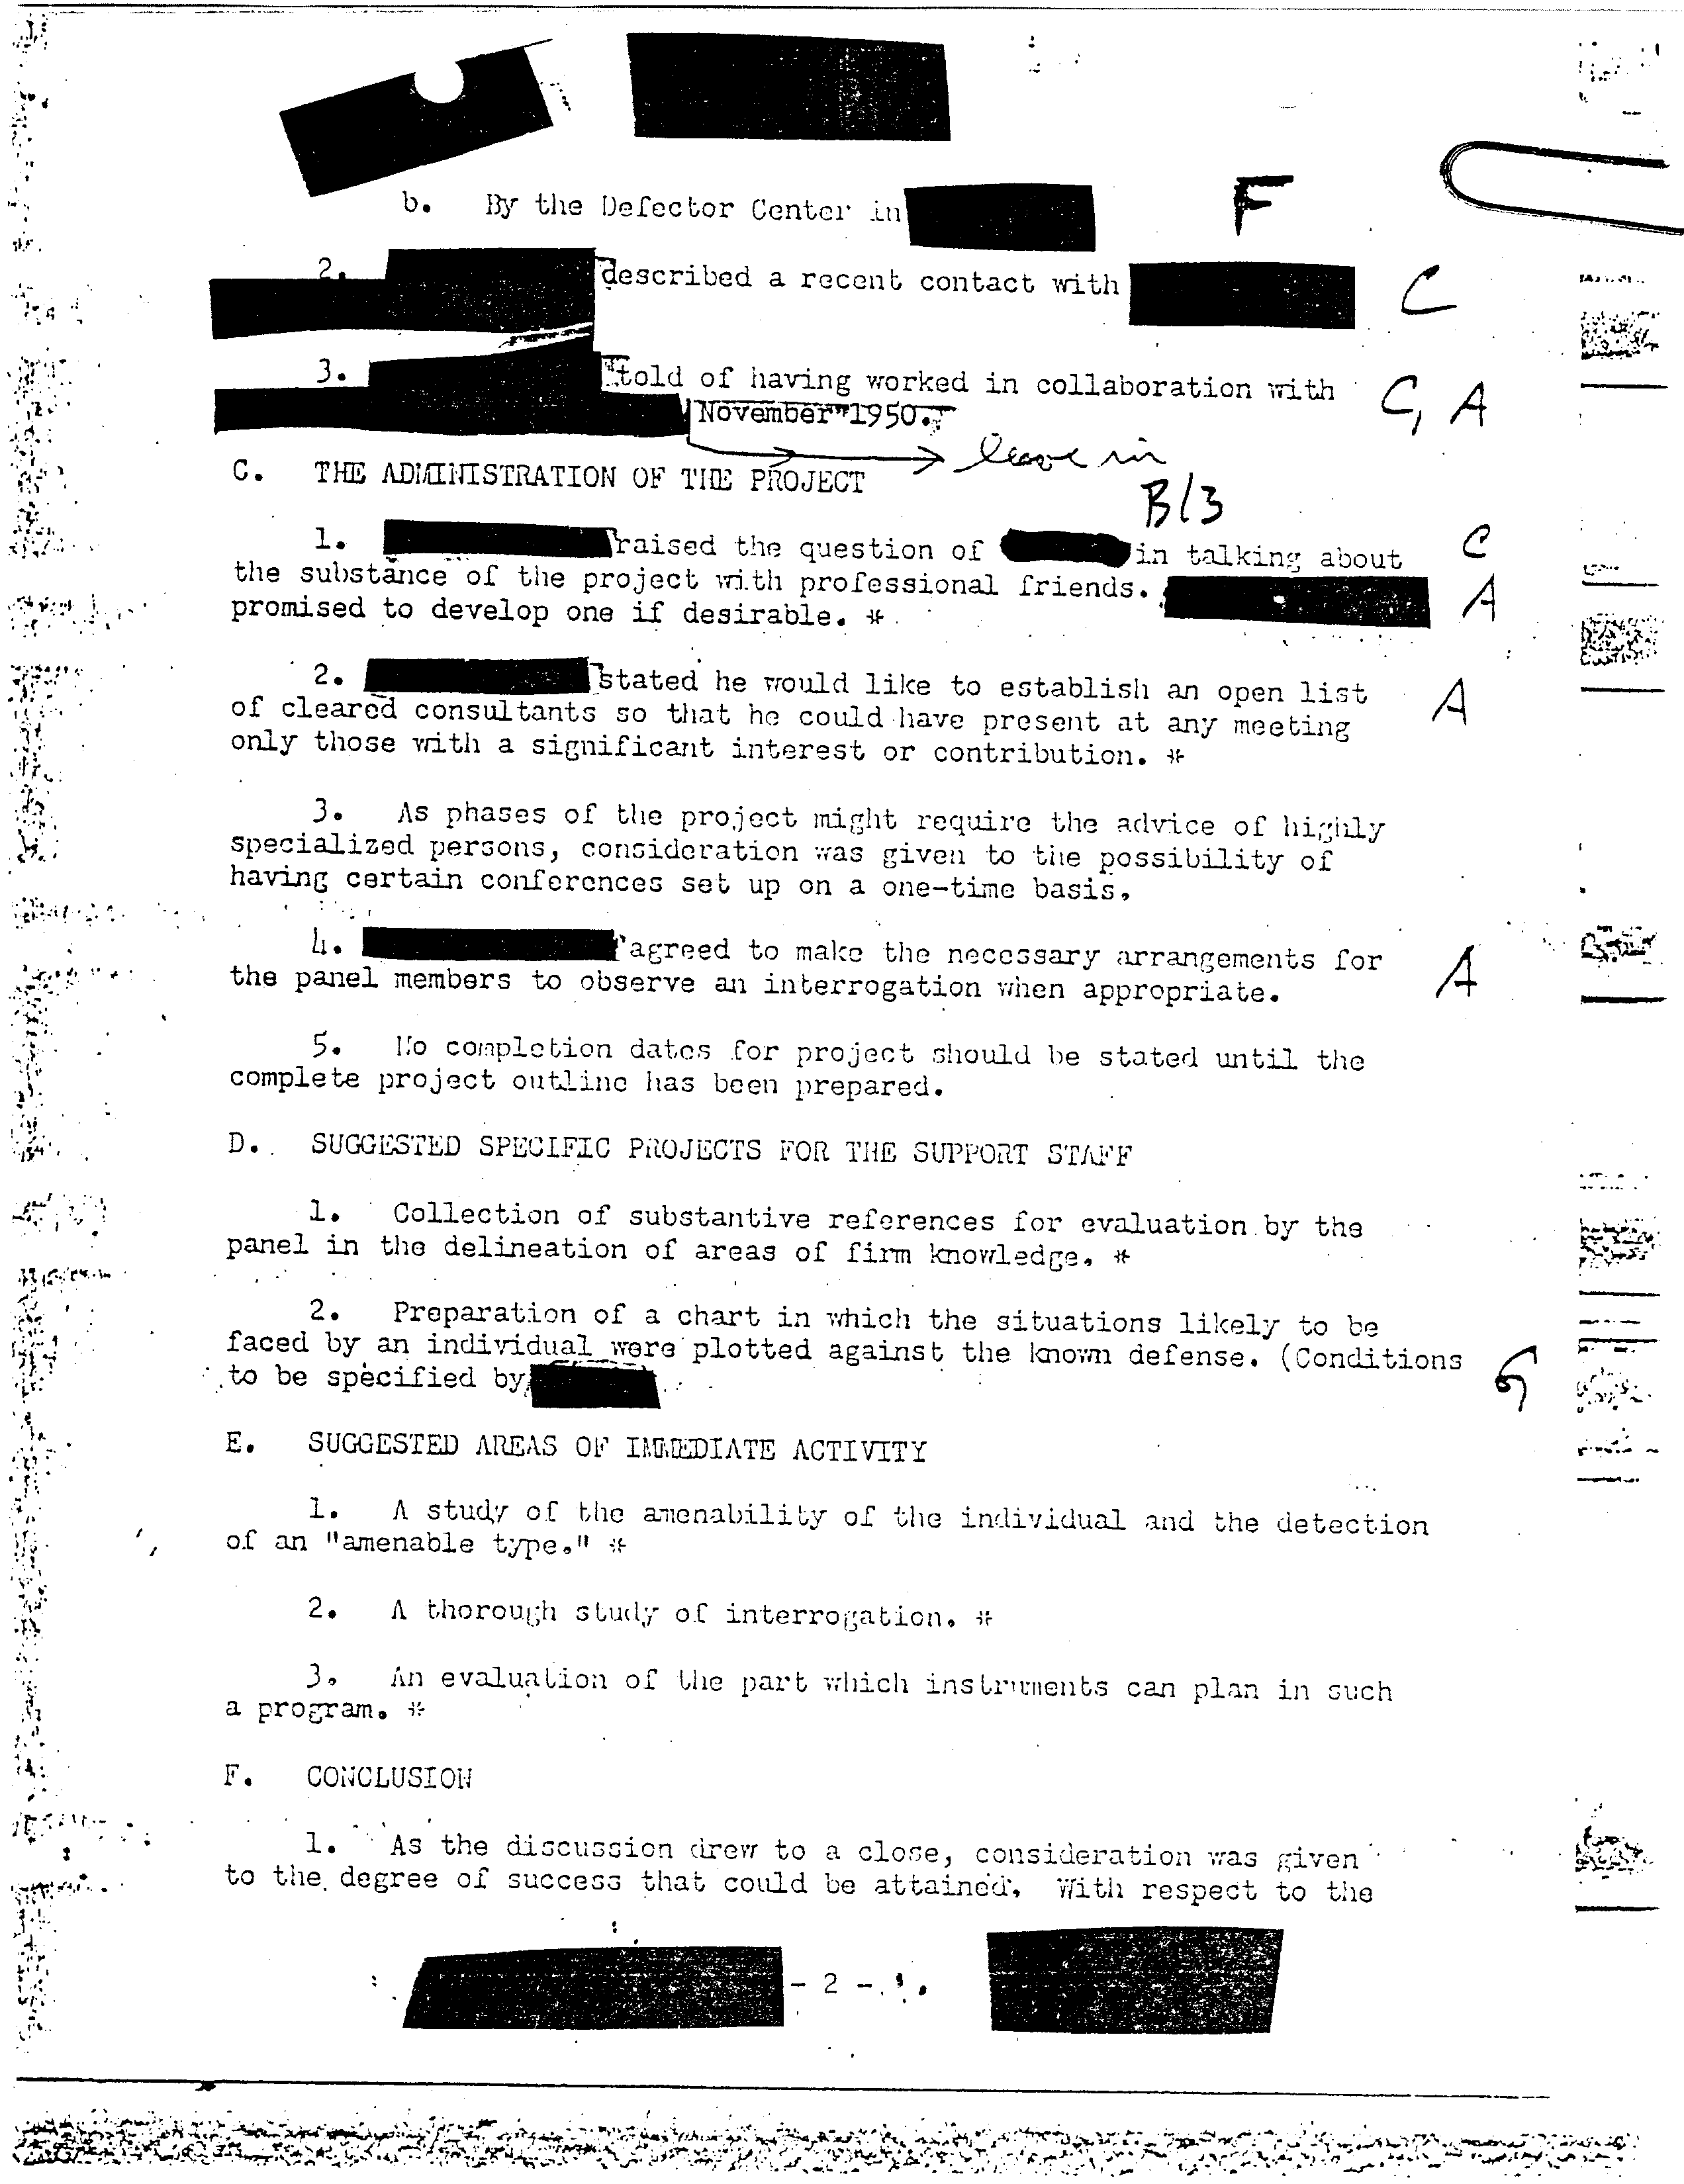 b. By the Defector Center in
F
2. described a recent contact with
C
3. told of having worked in collaboration with
C, A
November 1950.
leave in
C. THE ADMINISTRATION OF THE PROJECT
B/3
1. raised the question of in talking about
C
the substance of the project with professional friends.
A
promised to develop one if desirable. *
2. stated he would like to establish an open list
A
of cleared consultants so that he could have present at any meeting
only those with a significant interest or contribution. *
3. As phases of the project might require the advice of highly
specialized persons, consideration was given to the possibility of
having certain conferences set up on a one-time basis.
4. agreed to make the necessary arrangements for
A
the panel members to observe an interrogation when appropriate.
5. No completion dates for project should be stated until the
complete project outline has been prepared.
D. SUGGESTED SPECIFIC PROJECTS FOR THE SUPPORT STAFF
1. Collection of substantive references for evaluation by the
panel in the delineation of areas of firm knowledge. *
2. Preparation of a chart in which the situations likely to be
faced by an individual were plotted against the known defense. (Conditions
to be specified by
G
E. SUGGESTED AREAS OF IMMEDIATE ACTIVITY
1. A study of the amenability of the individual and the detection
of an "amenable type." *
2. A thorough study of interrogation. *
3. An evaluation of the part which instruments can plan in such
a program. *
F. CONCLUSION
1. As the discussion drew to a close, consideration was given
to the degree of success that could be attained. With respect to the
- 2 -